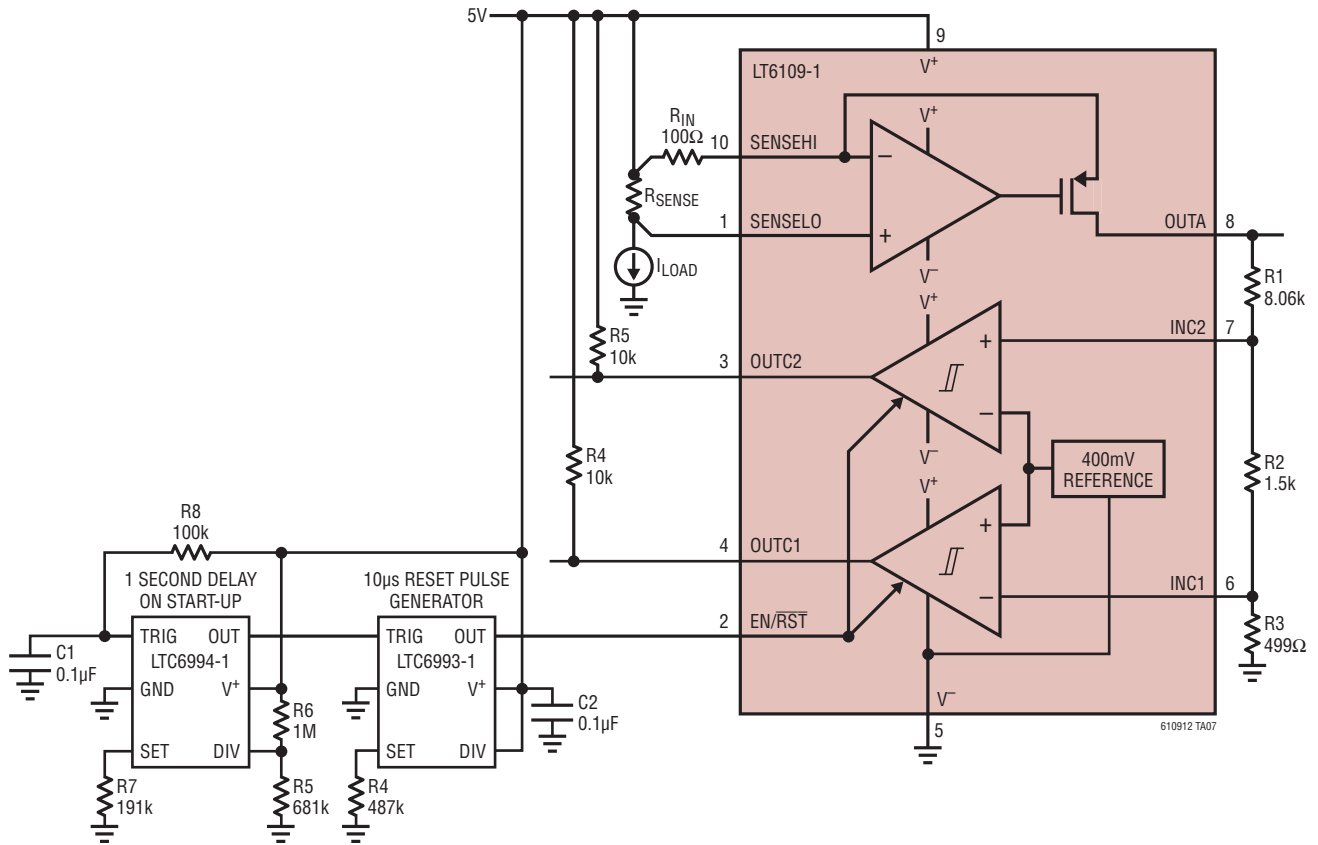 5V
9
V+
LT6109-1
RIN
100Ω
10
SENSEHI
V+
−
RSENSE
1
SENSELO
+
OUTA
8
ILOAD
V−
V+
R1
8.06k
R5
10k
INC2
7
+
3
OUTC2
−
V−
400mV
REFERENCE
R2
1.5k
R4
10k
V+
+
R8
100k
4
OUTC1
−
INC1
6
1 SECOND DELAY
ON START-UP
10µs RESET PULSE
GENERATOR
2
EN/RST
R3
499Ω
C1
0.1µF
TRIG OUT
LTC6994-1
GND V+
SET DIV
TRIG OUT
LTC6993-1
GND V+
SET DIV
R6
1M
C2
0.1µF
V−
5
610912 TA07
R7
191k
R5
681k
R4
487k